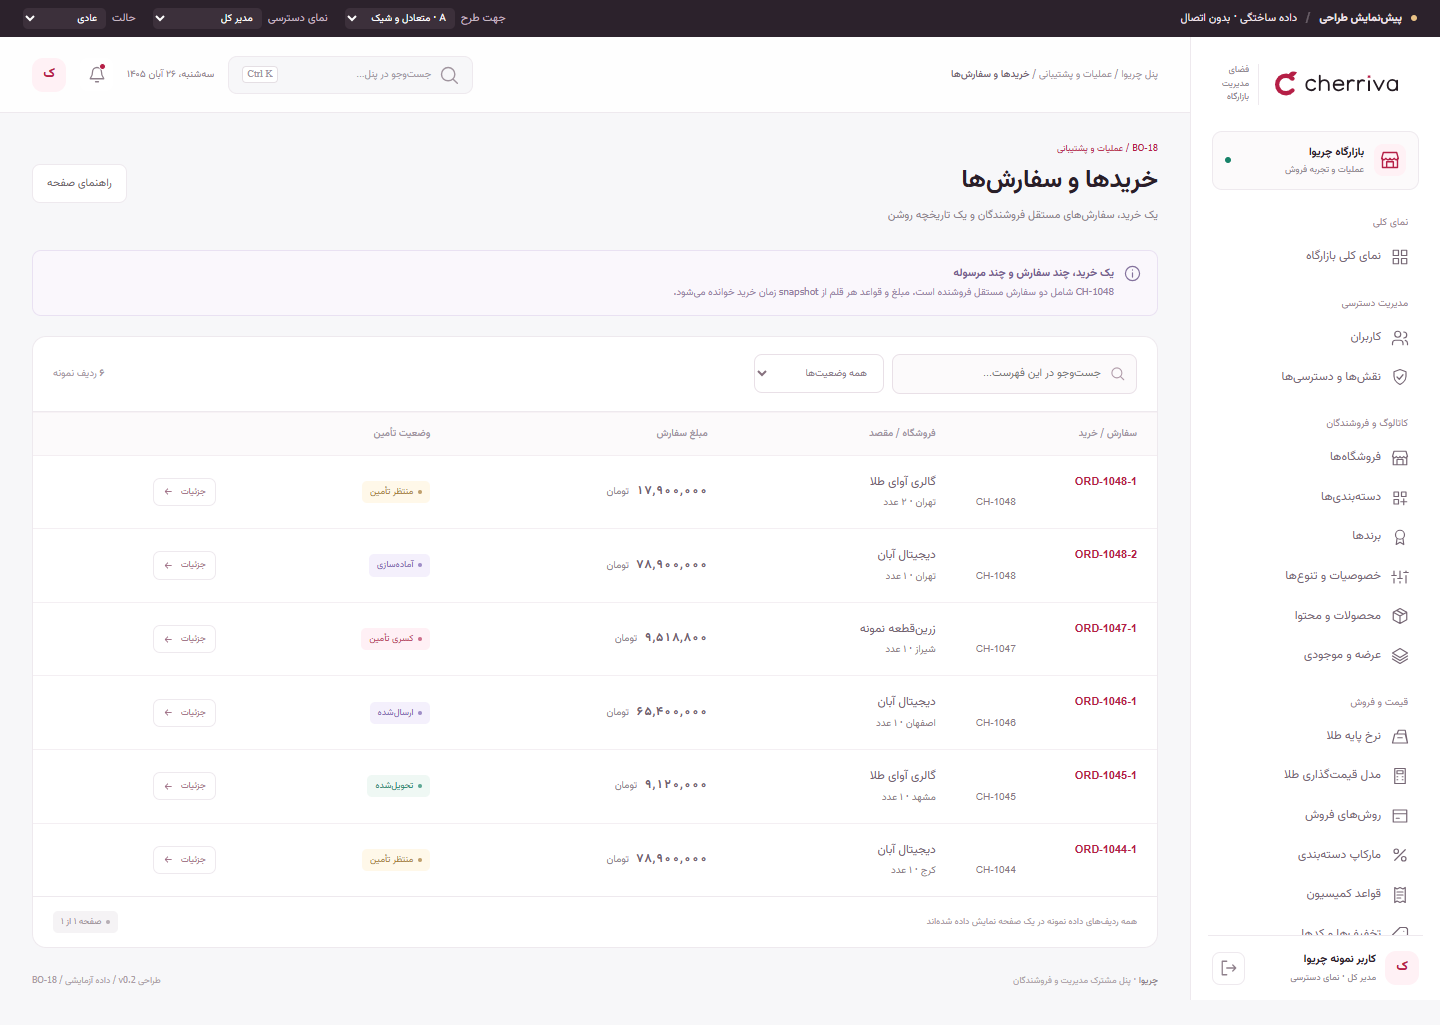 پیش‌نمایش طراحی / داده ساختگی · بدون اتصال
جهت طرح A · متعادل و شیک نمای دسترسی مدیر کل حالت عادی
cherriva
فضای
مدیریت
بازارگاه
بازارگاه چریوا
عملیات و تجربه فروش
نمای کلی
نمای کلی بازارگاه
مدیریت دسترسی
کاربران
نقش‌ها و دسترسی‌ها
کاتالوگ و فروشندگان
فروشگاه‌ها
دسته‌بندی‌ها
برندها
خصوصیات و تنوع‌ها
محصولات و محتوا
عرضه و موجودی
قیمت و فروش
نرخ پایه طلا
مدل قیمت‌گذاری طلا
روش‌های فروش
مارکاپ دسته‌بندی
قواعد کمیسیون
تخفیف‌ها و کدها
کاربر نمونه چریوا
مدیر کل · نمای دسترسی
ک
پنل چریوا / عملیات و پشتیبانی / خریدها و سفارش‌ها
جست‌وجو در پنل... Ctrl K
سه‌شنبه، ۲۶ آبان ۱۴۰۵
ک
BO-18 / عملیات و پشتیبانی
خریدها و سفارش‌ها
یک خرید، سفارش‌های مستقل فروشندگان و یک تاریخچه روشن
راهنمای صفحه
یک خرید، چند سفارش و چند مرسوله
CH-1048 شامل دو سفارش مستقل فروشنده است. مبلغ و قواعد هر قلم از snapshot زمان خرید خوانده می‌شود.
جست‌وجو در این فهرست... همه وضعیت‌ها ۶ ردیف نمونه
سفارش / خرید فروشگاه / مقصد مبلغ سفارش وضعیت تأمین
ORD-1048-1 گالری آوای طلا ۱۷,۹۰۰,۰۰۰ تومان منتظر تأمین جزئیات ←
CH-1048 تهران · ۲ عدد
ORD-1048-2 دیجیتال آبان ۷۸,۹۰۰,۰۰۰ تومان آماده‌سازی جزئیات ←
CH-1048 تهران · ۱ عدد
ORD-1047-1 زرین‌قطعه نمونه ۹,۵۱۸,۸۰۰ تومان کسری تأمین جزئیات ←
CH-1047 شیراز · ۱ عدد
ORD-1046-1 دیجیتال آبان ۶۵,۴۰۰,۰۰۰ تومان ارسال‌شده جزئیات ←
CH-1046 اصفهان · ۱ عدد
ORD-1045-1 گالری آوای طلا ۹,۱۲۰,۰۰۰ تومان تحویل‌شده جزئیات ←
CH-1045 مشهد · ۱ عدد
ORD-1044-1 دیجیتال آبان ۷۸,۹۰۰,۰۰۰ تومان منتظر تأمین جزئیات ←
CH-1044 کرج · ۱ عدد
همه ردیف‌های داده نمونه در یک صفحه نمایش داده شده‌اند
صفحه ۱ از ۱
چریوا · پنل مشترک مدیریت و فروشندگان
طراحی v0.2 / داده آزمایشی / BO-18